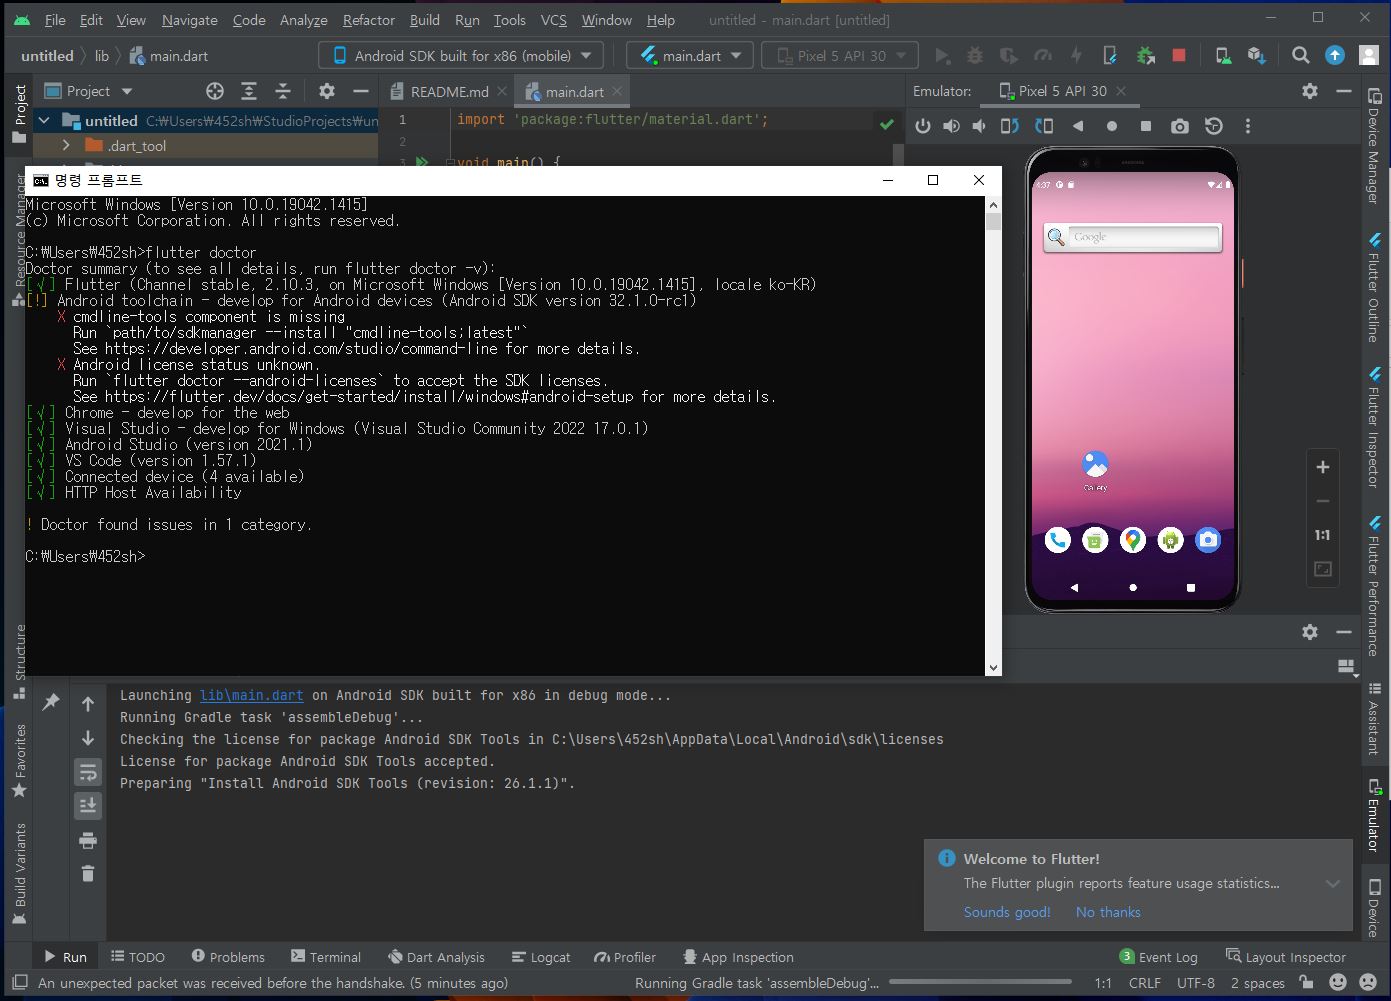 File Edit View Navigate Code Analyze Refactor Build Run Tools VCS Window Help untitled - main.dart [untitled]
untitled lib main.dart Android SDK built for x86 (mobile) main.dart Pixel 5 API 30
Project README.md main.dart Emulator: Pixel 5 API 30
untitled C:₩Users₩452sh₩StudioProjects₩un
.dart_tool
1 import 'package:flutter/material.dart';
2
3 void main() {
명령 프롬프트
Microsoft Windows [Version 10.0.19042.1415]
(c) Microsoft Corporation. All rights reserved.
C:₩Users₩452sh>flutter doctor
Doctor summary (to see all details, run flutter doctor -v):
[√] Flutter (Channel stable, 2.10.3, on Microsoft Windows [Version 10.0.19042.1415], locale ko-KR)
[!] Android toolchain - develop for Android devices (Android SDK version 32.1.0-rc1)
X cmdline-tools component is missing
Run `path/to/sdkmanager --install "cmdline-tools;latest"`
See https://developer.android.com/studio/command-line for more details.
X Android license status unknown.
Run `flutter doctor --android-licenses` to accept the SDK licenses.
See https://flutter.dev/docs/get-started/install/windows#android-setup for more details.
[√] Chrome - develop for the web
[√] Visual Studio - develop for Windows (Visual Studio Community 2022 17.0.1)
[√] Android Studio (version 2021.1)
[√] VS Code (version 1.57.1)
[√] Connected device (4 available)
[√] HTTP Host Availability
! Doctor found issues in 1 category.
C:₩Users₩452sh>
4:37
Google
Gallery
1:1
Project
Resource Manager
Structure
Favorites
Build Variants
Device Manager
Flutter Outline
Flutter Inspector
Flutter Performance
Assistant
Emulator
Device
Launching lib\main.dart on Android SDK built for x86 in debug mode...
Running Gradle task 'assembleDebug'...
Checking the license for package Android SDK Tools in C:\Users\452sh\AppData\Local\Android\sdk\licenses
License for package Android SDK Tools accepted.
Preparing "Install Android SDK Tools (revision: 26.1.1)".
Welcome to Flutter!
The Flutter plugin reports feature usage statistics...
Sounds good! No thanks
Run TODO Problems Terminal Dart Analysis Logcat Profiler App Inspection 3 Event Log Layout Inspector
An unexpected packet was received before the handshake. (5 minutes ago) Running Gradle task 'assembleDebug'... 1:1 CRLF UTF-8 2 spaces